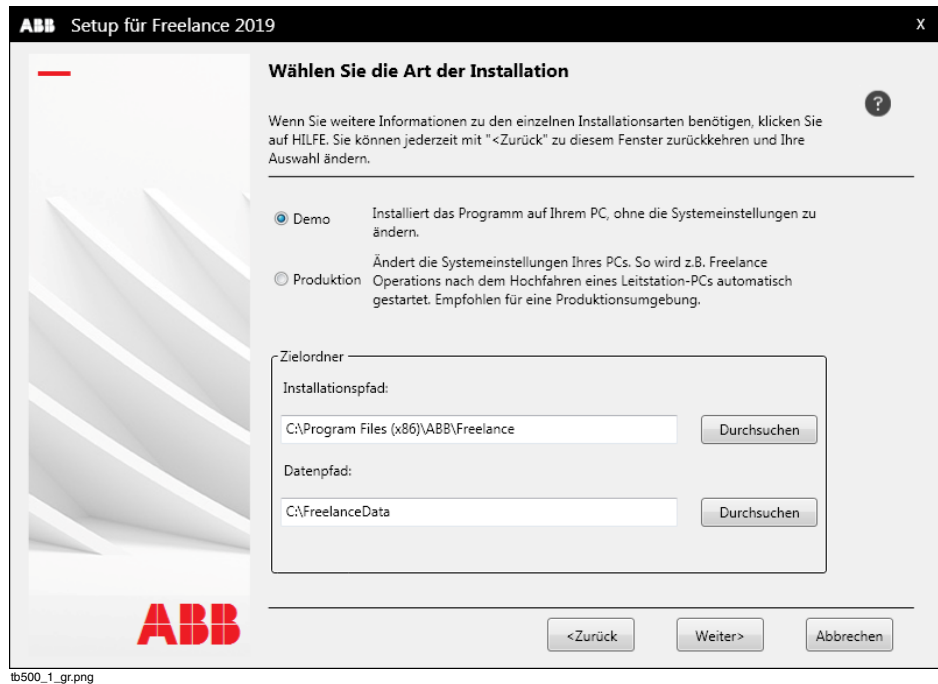 ABB Setup für Freelance 2019 X
Wählen Sie die Art der Installation
?
Wenn Sie weitere Informationen zu den einzelnen Installationsarten benötigen, klicken Sie
auf HILFE. Sie können jederzeit mit "<Zurück" zu diesem Fenster zurückkehren und Ihre
Auswahl ändern.
Demo
Installiert das Programm auf Ihrem PC, ohne die Systemeinstellungen zu
ändern.
Produktion
Ändert die Systemeinstellungen Ihres PCs. So wird z.B. Freelance
Operations nach dem Hochfahren eines Leitstation-PCs automatisch
gestartet. Empfohlen für eine Produktionsumgebung.
Zielordner
Installationspfad:
C:\Program Files (x86)\ABB\Freelance Durchsuchen
Datenpfad:
C:\FreelanceData Durchsuchen
ABB
<Zurück Weiter> Abbrechen
tb500_1_gr.png